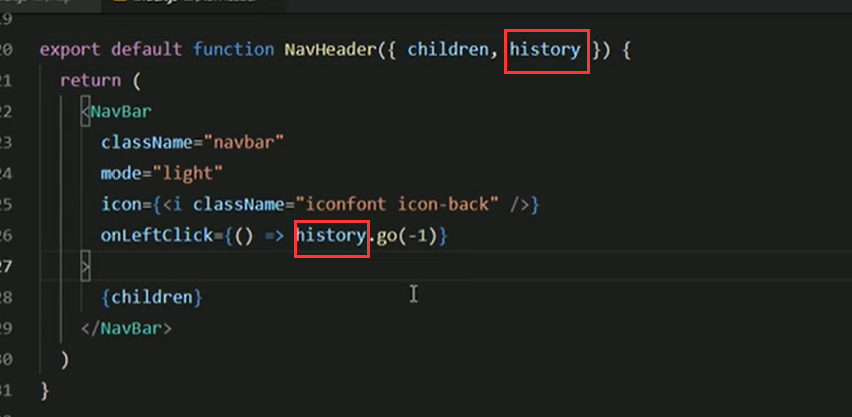 19
20 export default function NavHeader({ children, history }) {
21 return (
22 <NavBar
23 className="navbar"
24 mode="light"
25 icon={<i className="iconfont icon-back" />}
26 onLeftClick={() => history.go(-1)}
27 >
28 {children}
29 </NavBar>
30 )
31 }